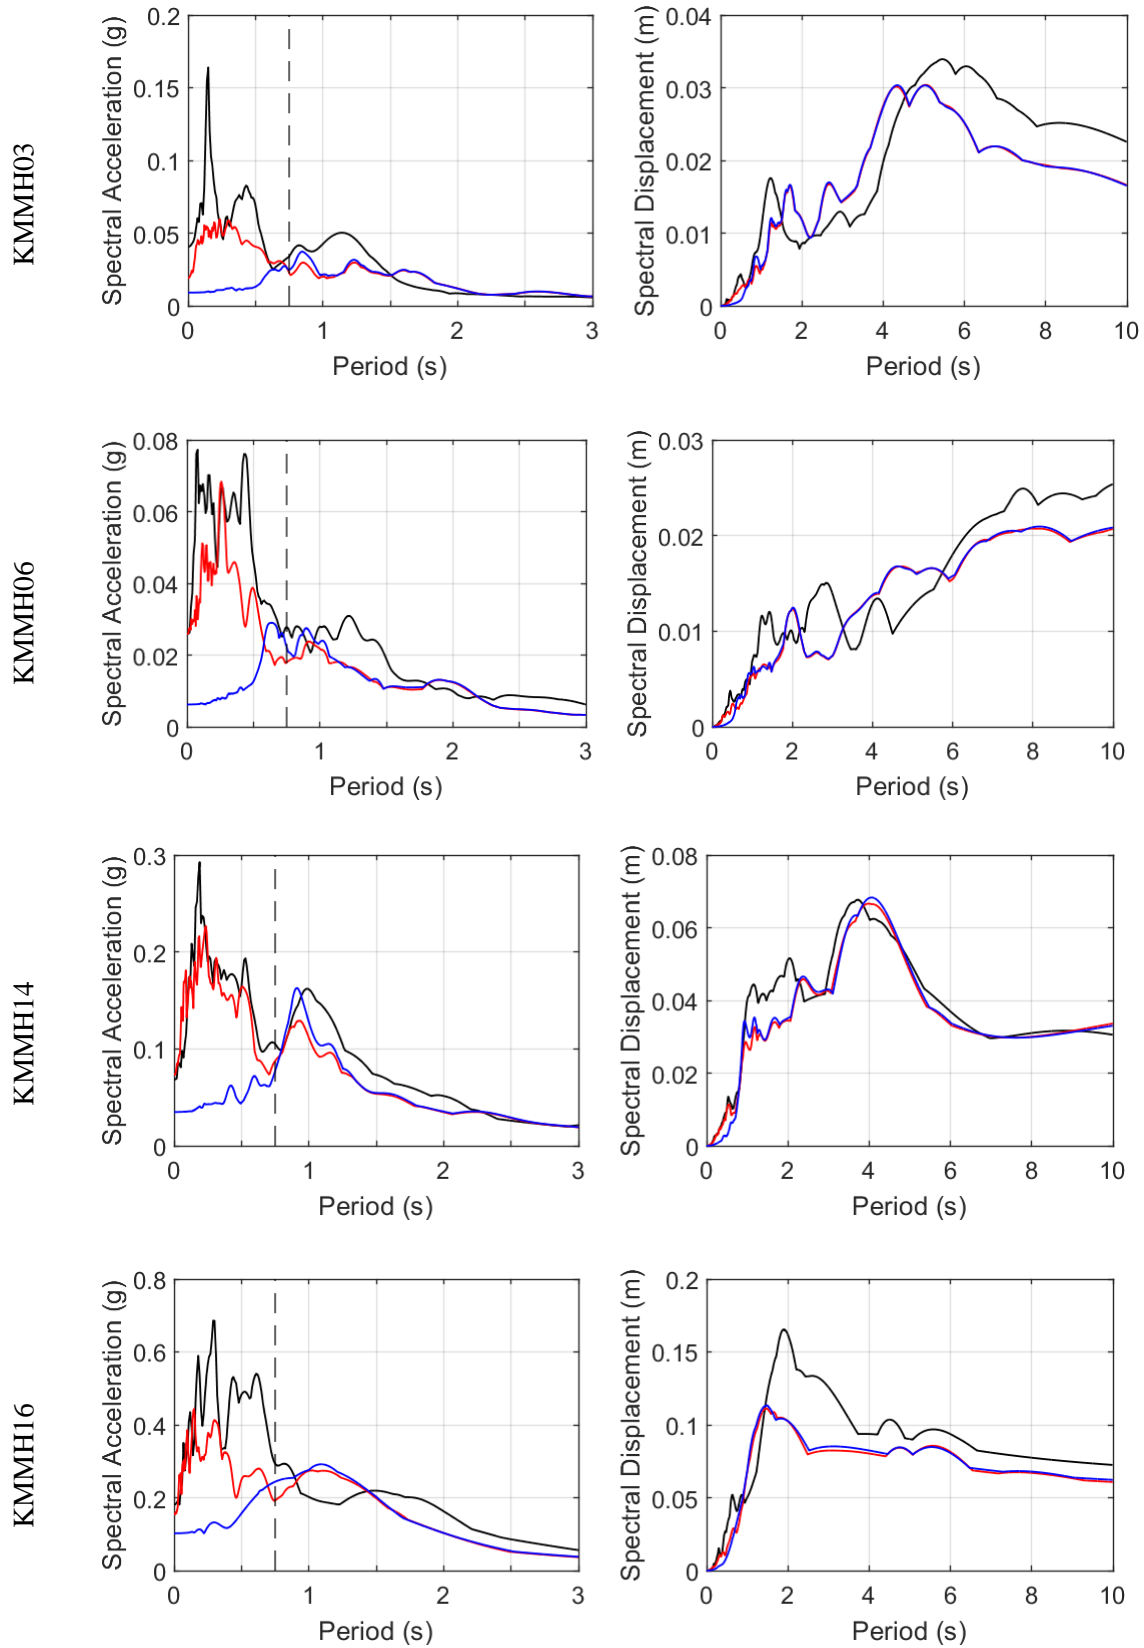 KMMH03
Spectral Acceleration (g)
0.2
0.15
0.1
0.05
0
0 1 2 3
Period (s)
Spectral Displacement (m)
0.04
0.03
0.02
0.01
0
0 2 4 6 8 10
Period (s)
KMMH06
Spectral Acceleration (g)
0.08
0.06
0.04
0.02
0
0 1 2 3
Period (s)
Spectral Displacement (m)
0.03
0.02
0.01
0
0 2 4 6 8 10
Period (s)
KMMH14
Spectral Acceleration (g)
0.3
0.2
0.1
0
0 1 2 3
Period (s)
Spectral Displacement (m)
0.08
0.06
0.04
0.02
0
0 2 4 6 8 10
Period (s)
KMMH16
Spectral Acceleration (g)
0.8
0.6
0.4
0.2
0
0 1 2 3
Period (s)
Spectral Displacement (m)
0.2
0.15
0.1
0.05
0
0 2 4 6 8 10
Period (s)